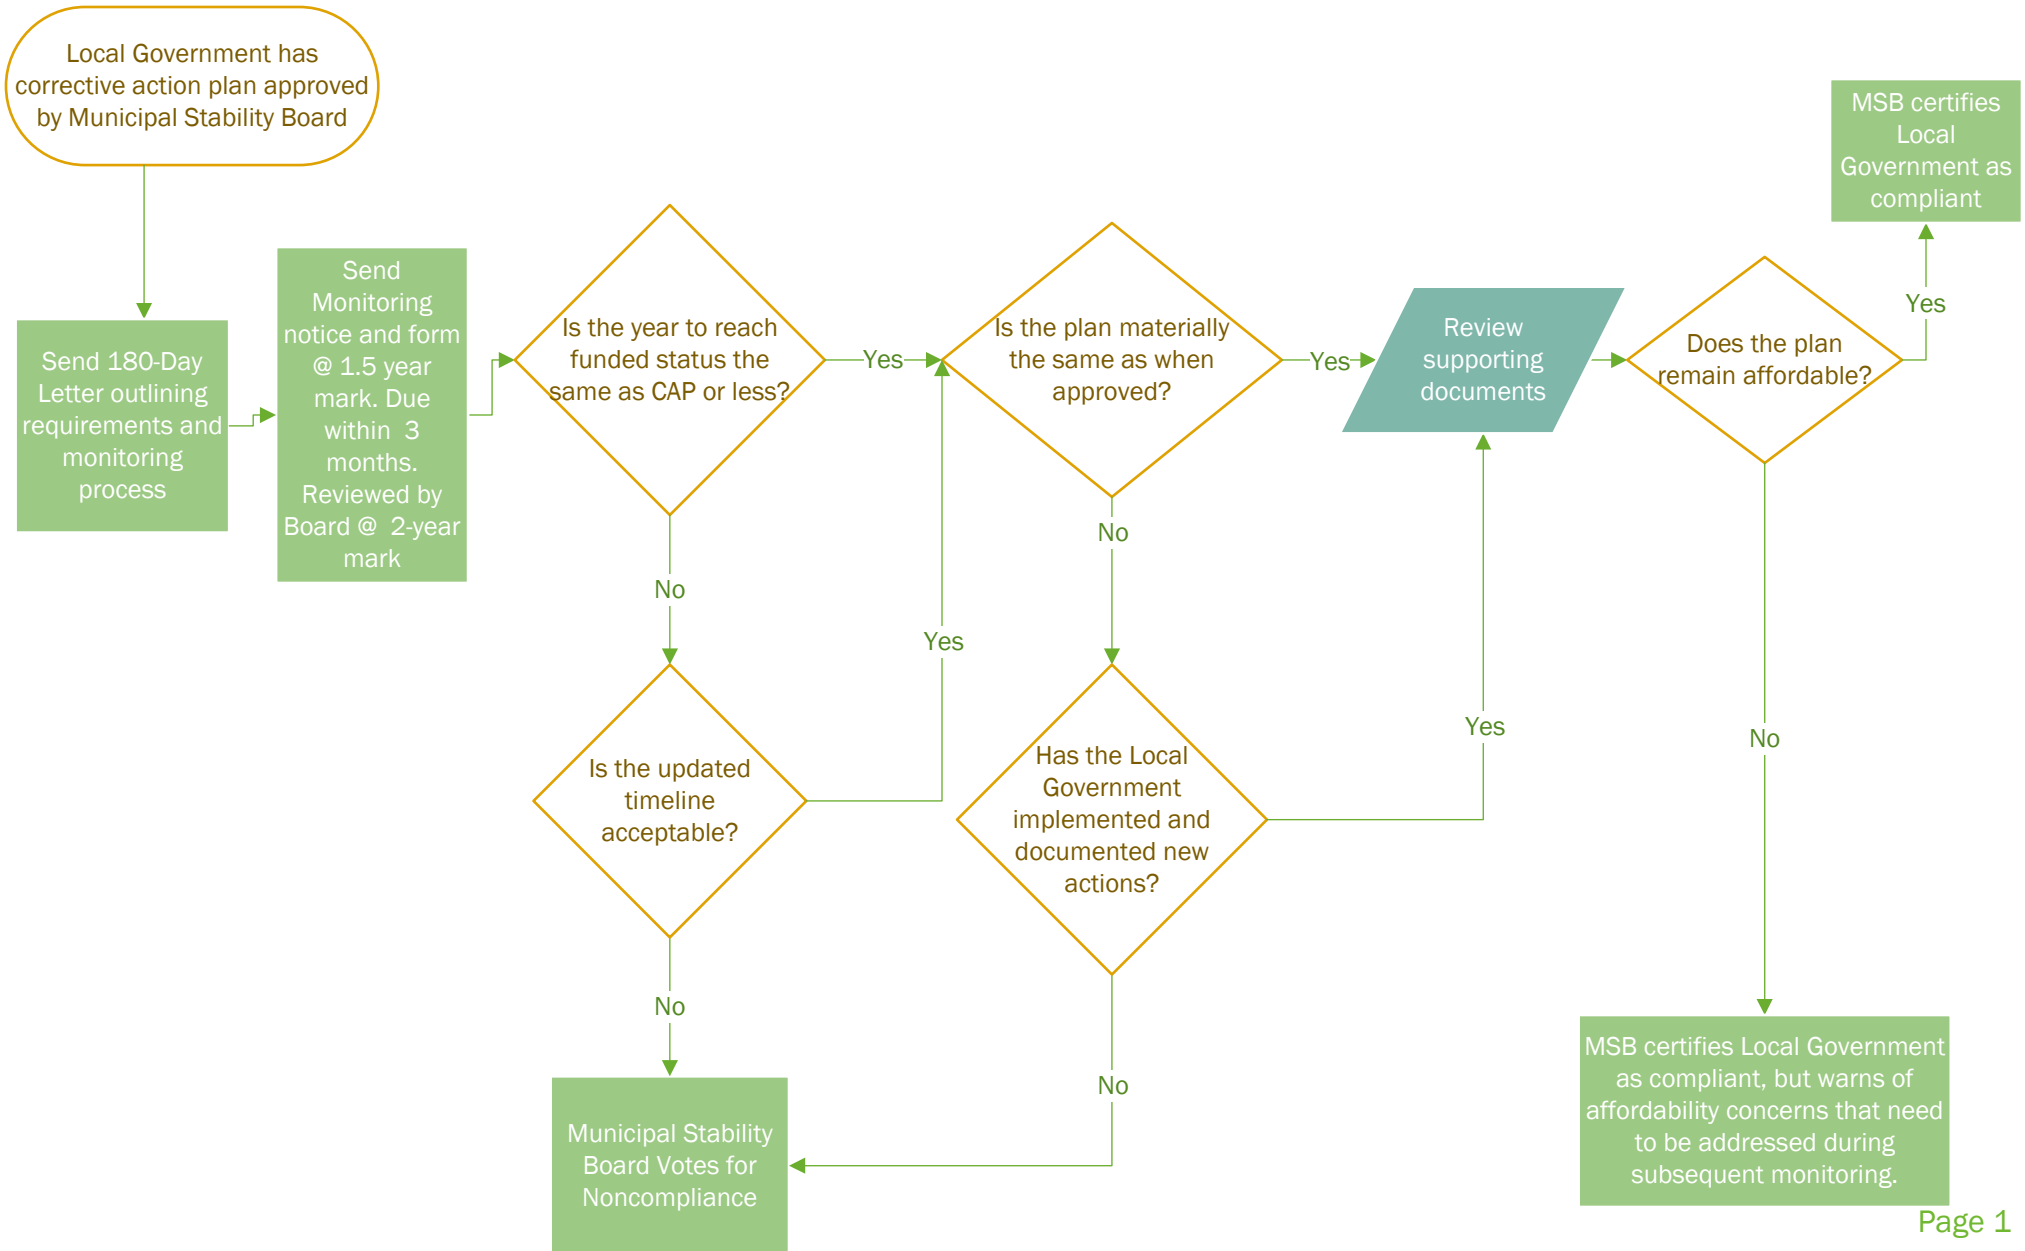 Local Government has
corrective action plan approved
by Municipal Stability Board
Send 180-Day
Letter outlining
requirements and
monitoring
process
Send
Monitoring
notice and form
@ 1.5 year
mark. Due
within 3
months.
Reviewed by
Board @ 2-year
mark
Is the year to reach
funded status the
same as CAP or less?
Yes
No
Is the updated
timeline
acceptable?
Yes
No
Municipal Stability
Board Votes for
Noncompliance
Is the plan materially
the same as when
approved?
Yes
No
Has the Local
Government
implemented and
documented new
actions?
Yes
No
Review
supporting
documents
Does the plan
remain affordable?
Yes
No
MSB certifies
Local
Government as
compliant
MSB certifies Local Government
as compliant, but warns of
affordability concerns that need
to be addressed during
subsequent monitoring.
Page 1